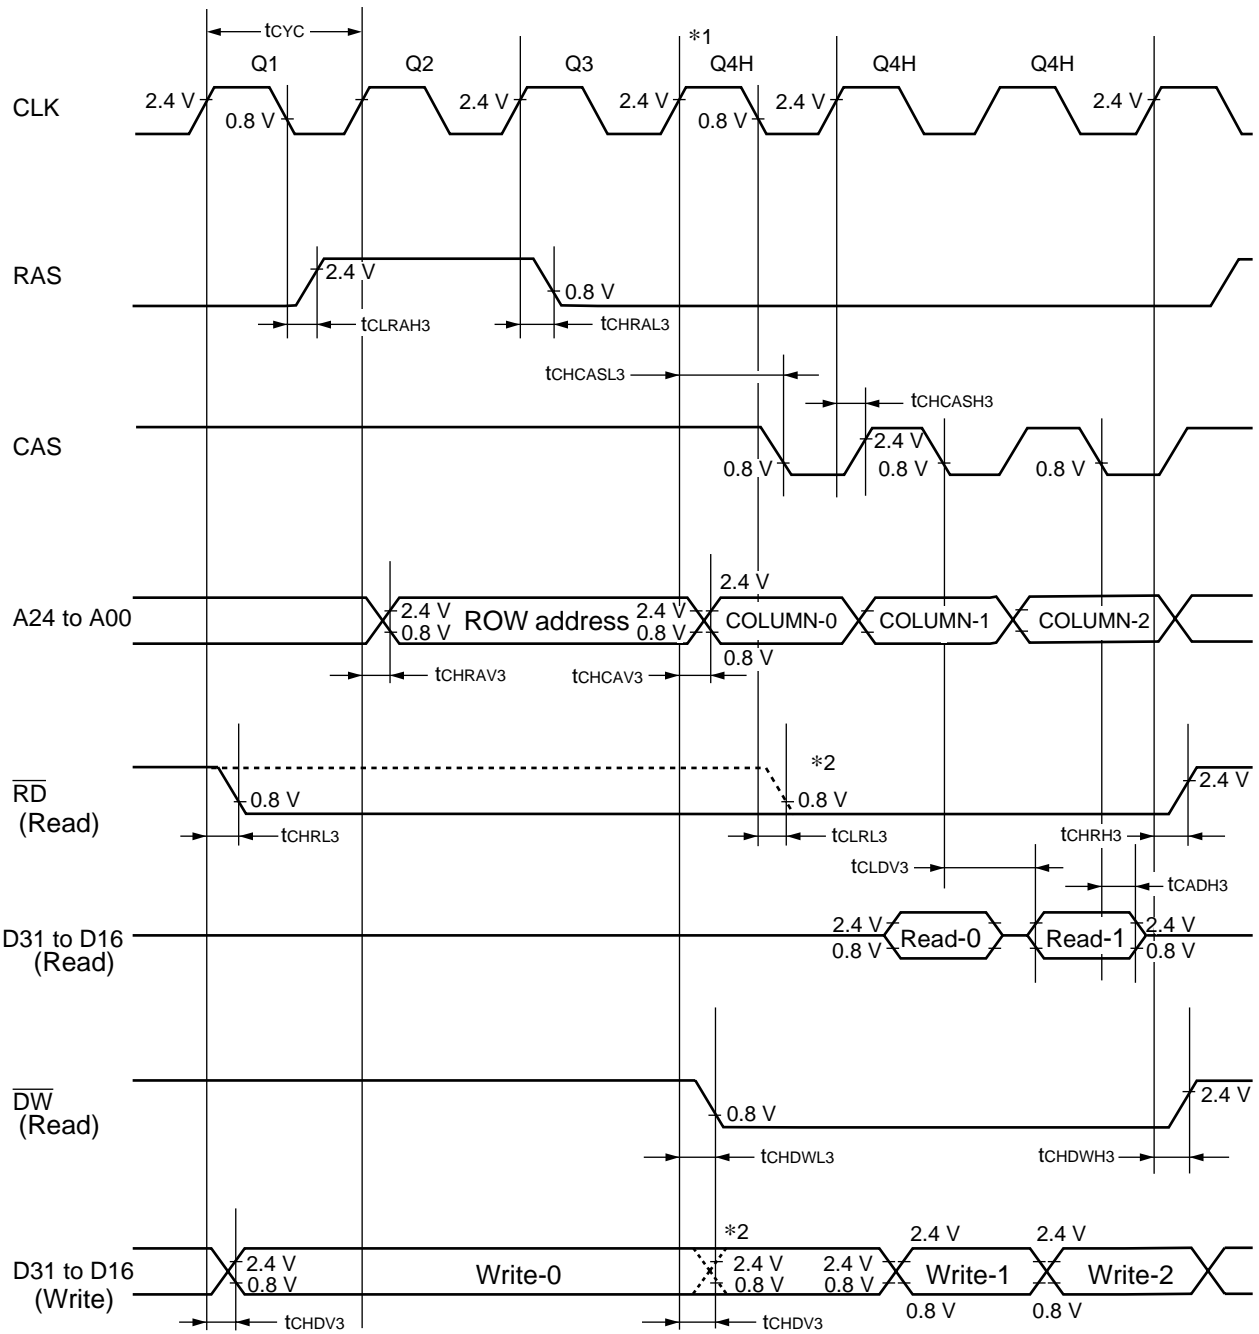 tCYC
*1
Q1 Q2 Q3 Q4H Q4H Q4H
CLK
2.4 V 0.8 V 2.4 V 2.4 V 0.8 V 2.4 V 2.4 V
RAS
2.4 V 0.8 V
tCLRAH3 tCHRAL3
tCHCASL3
tCHCASH3
CAS
2.4 V
0.8 V 0.8 V 0.8 V
A24 to A00
2.4 V
2.4 V ROW address 2.4 V COLUMN-0 COLUMN-1 COLUMN-2
0.8 V 0.8 V
0.8 V
tCHRAV3 tCHCAV3
*2
RD
(Read)
0.8 V 0.8 V 2.4 V
tCHRL3 tCLRL3 tCHRH3
tCLDV3
tCADH3
D31 to D16
(Read)
2.4 V Read-0 Read-1 2.4 V
0.8 V 0.8 V
DW
(Read)
0.8 V 2.4 V
tCHDWL3 tCHDWH3
*2
2.4 V 2.4 V
D31 to D16
(Write)
2.4 V Write-0 2.4 V 2.4 V Write-1 Write-2
0.8 V 0.8 V 0.8 V
0.8 V 0.8 V
tCHDV3 tCHDV3